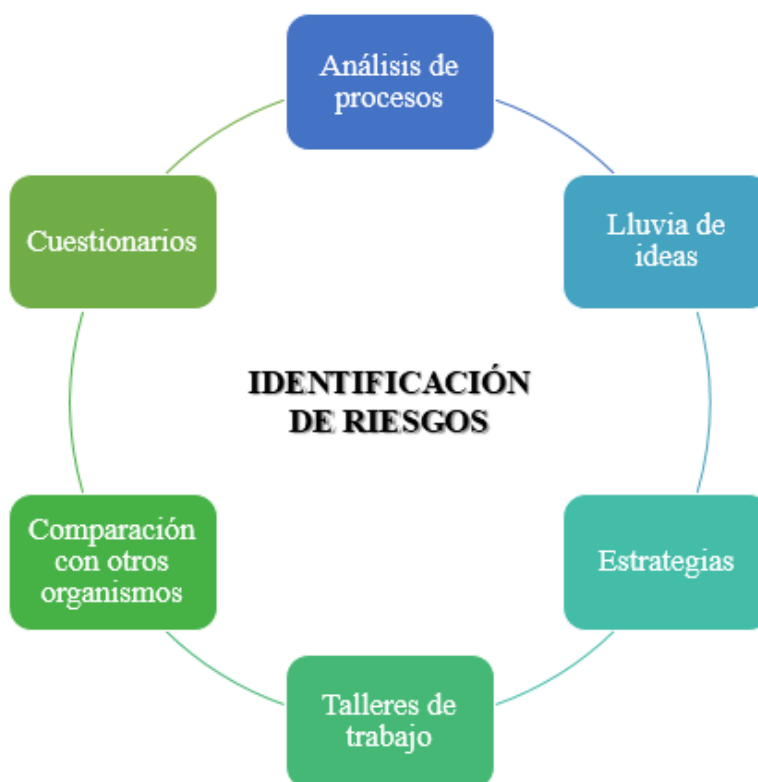 Análisis de
procesos
Lluvia de
ideas
Estrategias
Talleres de
trabajo
Comparación
con otros
organismos
Cuestionarios
IDENTIFICACIÓN
DE RIESGOS